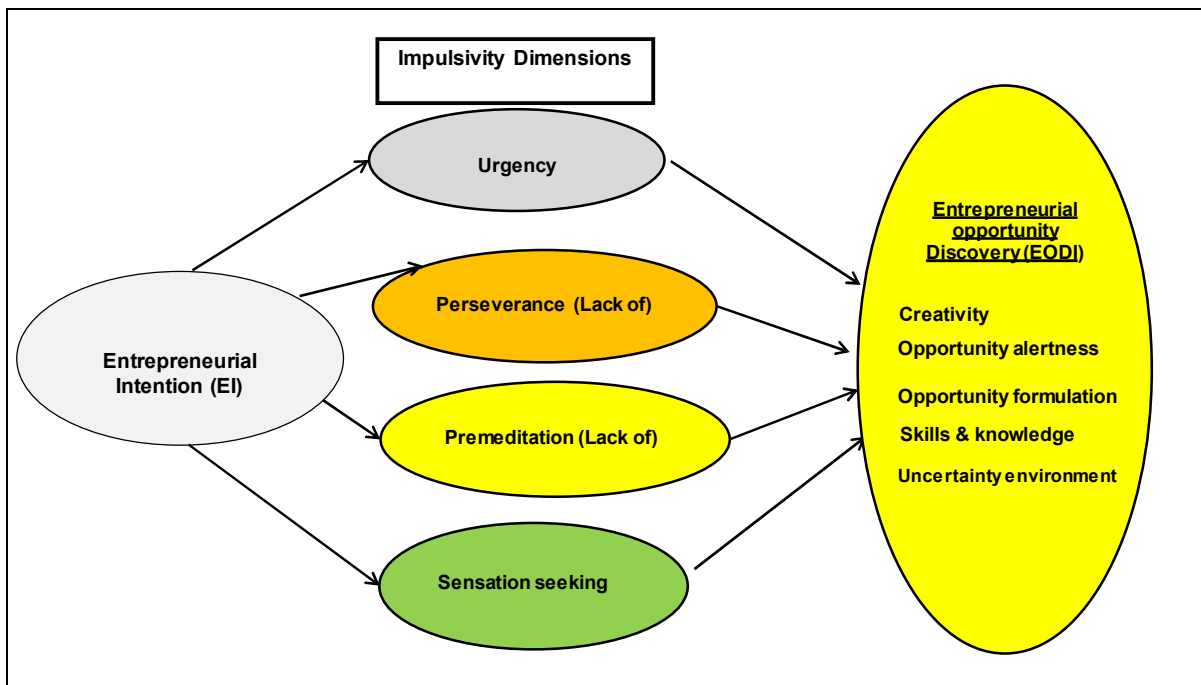 Impulsivity Dimensions
Urgency
Perseverance (Lack of)
Entrepreneurial
Intention (EI)
Premeditation (Lack of)
Sensation seeking
Entrepreneurial
opportunity
Discovery (EODI)
Creativity
Opportunity alertness
Opportunity formulation
Skills & knowledge
Uncertainty environment